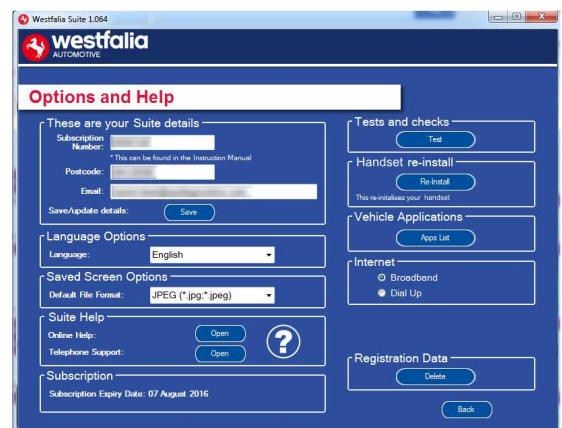 Westfalia Suite 1.064
westfalia
AUTOMOTIVE
Options and Help
These are your Suite details
Subscription
Number:
* This can be found in the Instruction Manual
Postcode:
Email:
Save/update details:
Save
Language Options
Language:
English
Saved Screen Options
Default File Format:
JPEG (*.jpg;*.jpeg)
Suite Help
Online Help:
Open
Telephone Support:
Open
?
Subscription
Subscription Expiry Date: 07 August 2016
Tests and checks
Test
Handset re-install
Re-Install
This re-initalises your handset
Vehicle Applications
Apps List
Internet
Broadband
Dial Up
Registration Data
Delete
Back